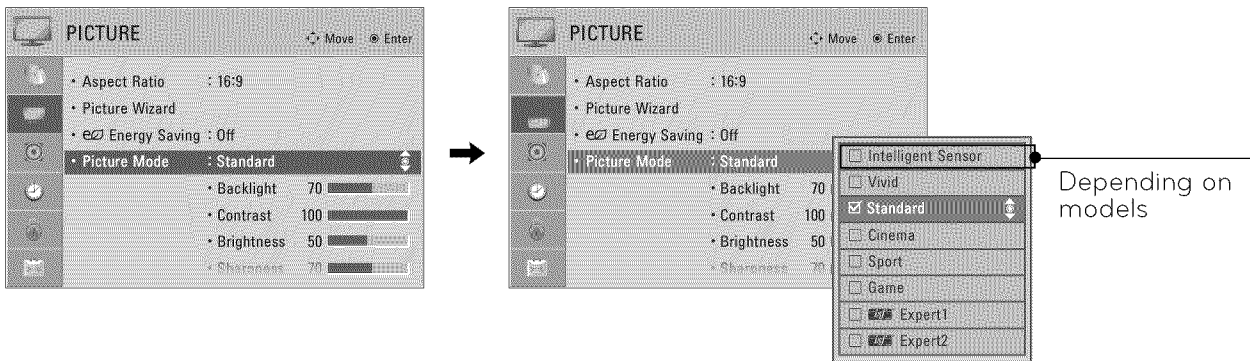 PICTURE
Move Enter
• Aspect Ratio : 16:9
• Picture Wizard
• Energy Saving : Off
• Picture Mode : Standard
• Backlight 70
• Contrast 100
• Brightness 50
• Sharpness 70
PICTURE
Move Enter
• Aspect Ratio : 16:9
• Picture Wizard
• Energy Saving : Off
• Picture Mode : Standard
• Backlight 70
• Contrast 100
• Brightness 50
• Sharpness 70
Intelligent Sensor
Vivid
Standard
Cinema
Sport
Game
Expert1
Expert2
Depending on
models